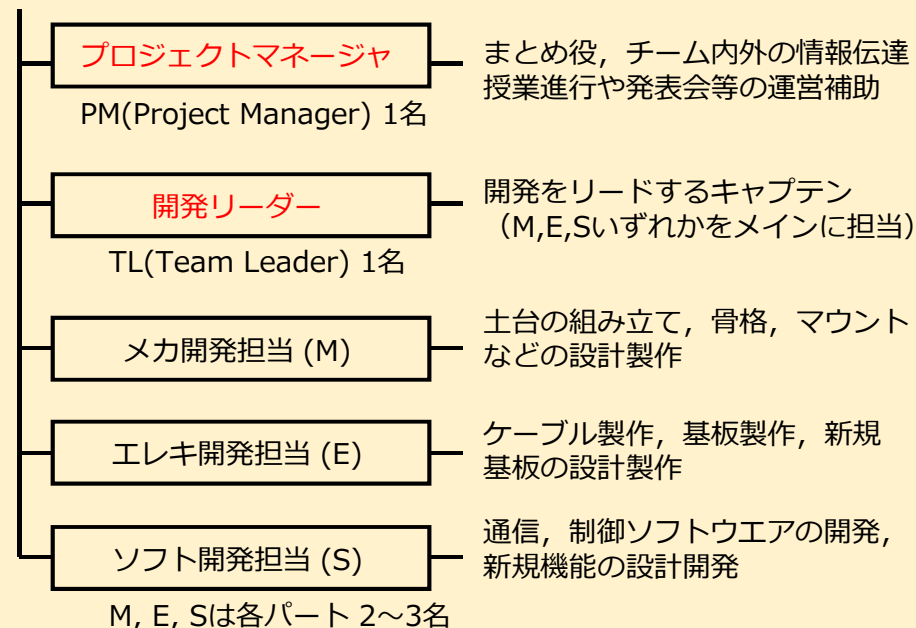 プロジェクトマネージャ
まとめ役，チーム内外の情報伝達
授業進行や発表会等の運営補助
PM(Project Manager) 1名
開発リーダー
開発をリードするキャプテン
（M,E,Sいずれかをメインに担当）
TL(Team Leader) 1名
メカ開発担当 (M)
土台の組み立て，骨格，マウント
などの設計製作
エレキ開発担当 (E)
ケーブル製作，基板製作，新規
基板の設計製作
ソフト開発担当 (S)
通信，制御ソフトウエアの開発，
新規機能の設計開発
M, E, Sは各パート 2～3名